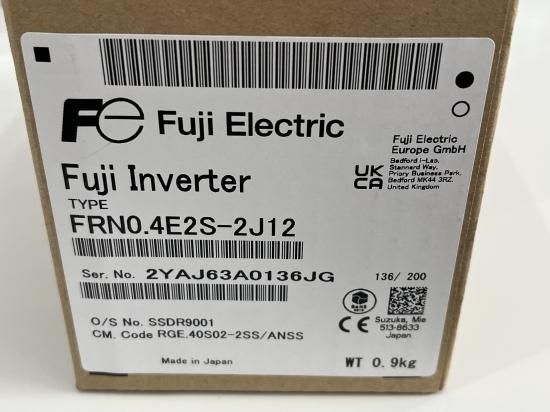 Fe Fuji Electric
Fuji Electric
Europe GmbH
Bedford i-Lab.
Stannard Way,
Priory Business Park,
Bedford MK44 3RZ,
United Kingdom
UK
CA
Fuji Inverter
TYPE
FRN0.4E2S-2J12
Ser. No. 2YAJ63A0136JG
136/ 200
O/S No. SSDR9001
CM. Code RGE.40S02-2SS/ANSS
CE
Suzuka, Mie
513-8633
Japan
Made in Japan
WT 0.9kg